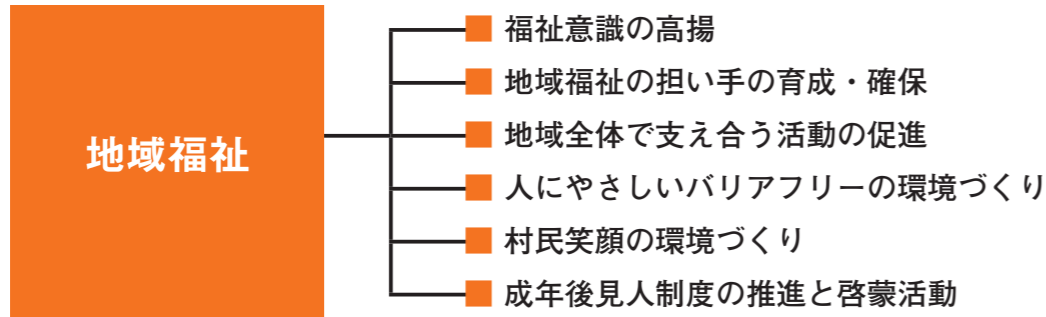 地域福祉
福祉意識の高揚
地域福祉の担い手の育成・確保
地域全体で支え合う活動の促進
人にやさしいバリアフリーの環境づくり
村民笑顔の環境づくり
成年後見人制度の推進と啓蒙活動